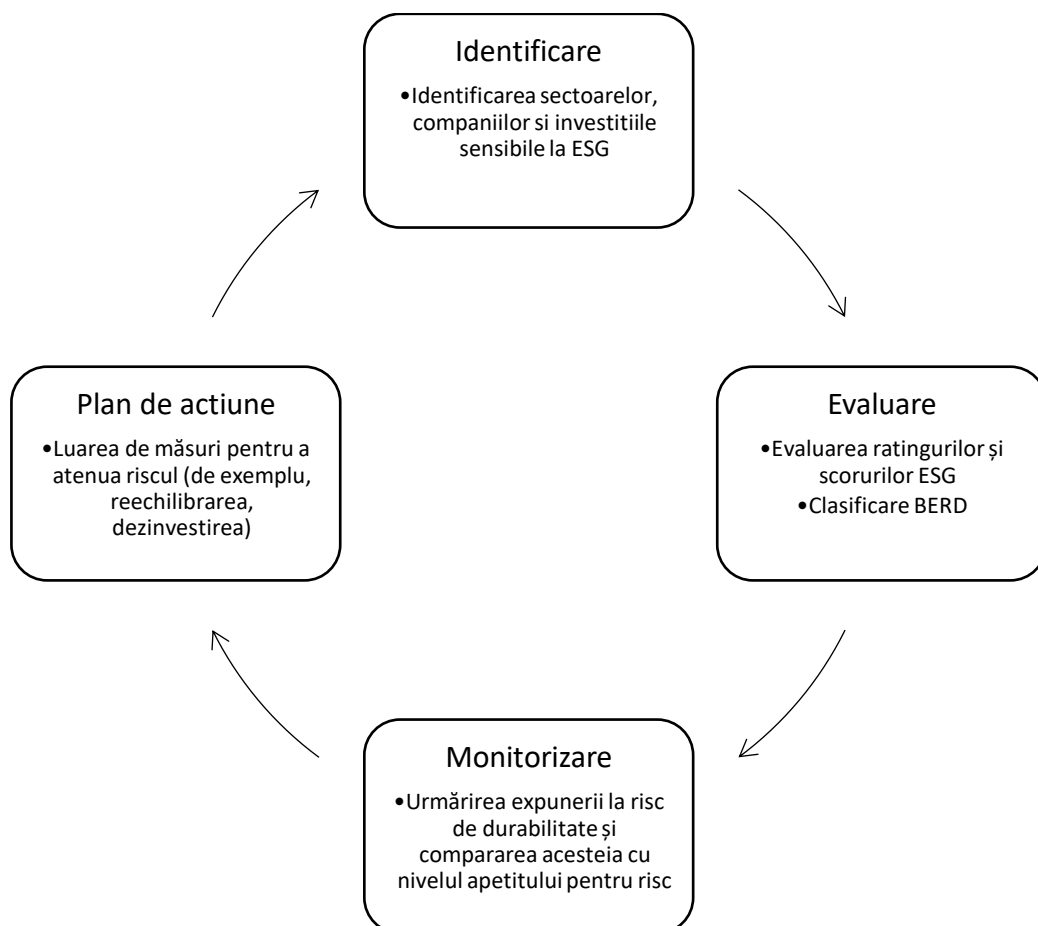 Identificare
•Identificarea sectoarelor,
companiilor si investitiile
sensibile la ESG
Evaluare
•Evaluarea ratingurilor și
scorurilor ESG
•Clasificare BERD
Monitorizare
•Urmărirea expunerii la risc
de durabilitate și
compararea acesteia cu
nivelul apetitului pentru risc
Plan de actiune
•Luarea de măsuri pentru a
atenua riscul (de exemplu,
reechilibrarea,
dezinvestirea)